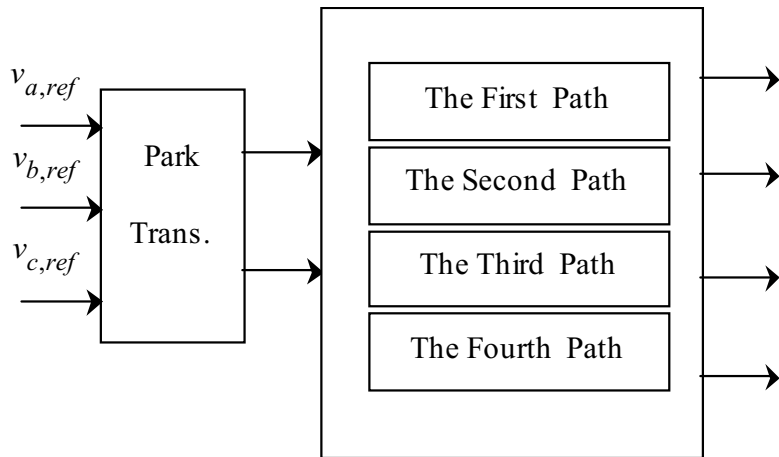 v_{a,ref}
v_{b,ref}
v_{c,ref}
Park
Trans.
The First Path
The Second Path
The Third Path
The Fourth Path